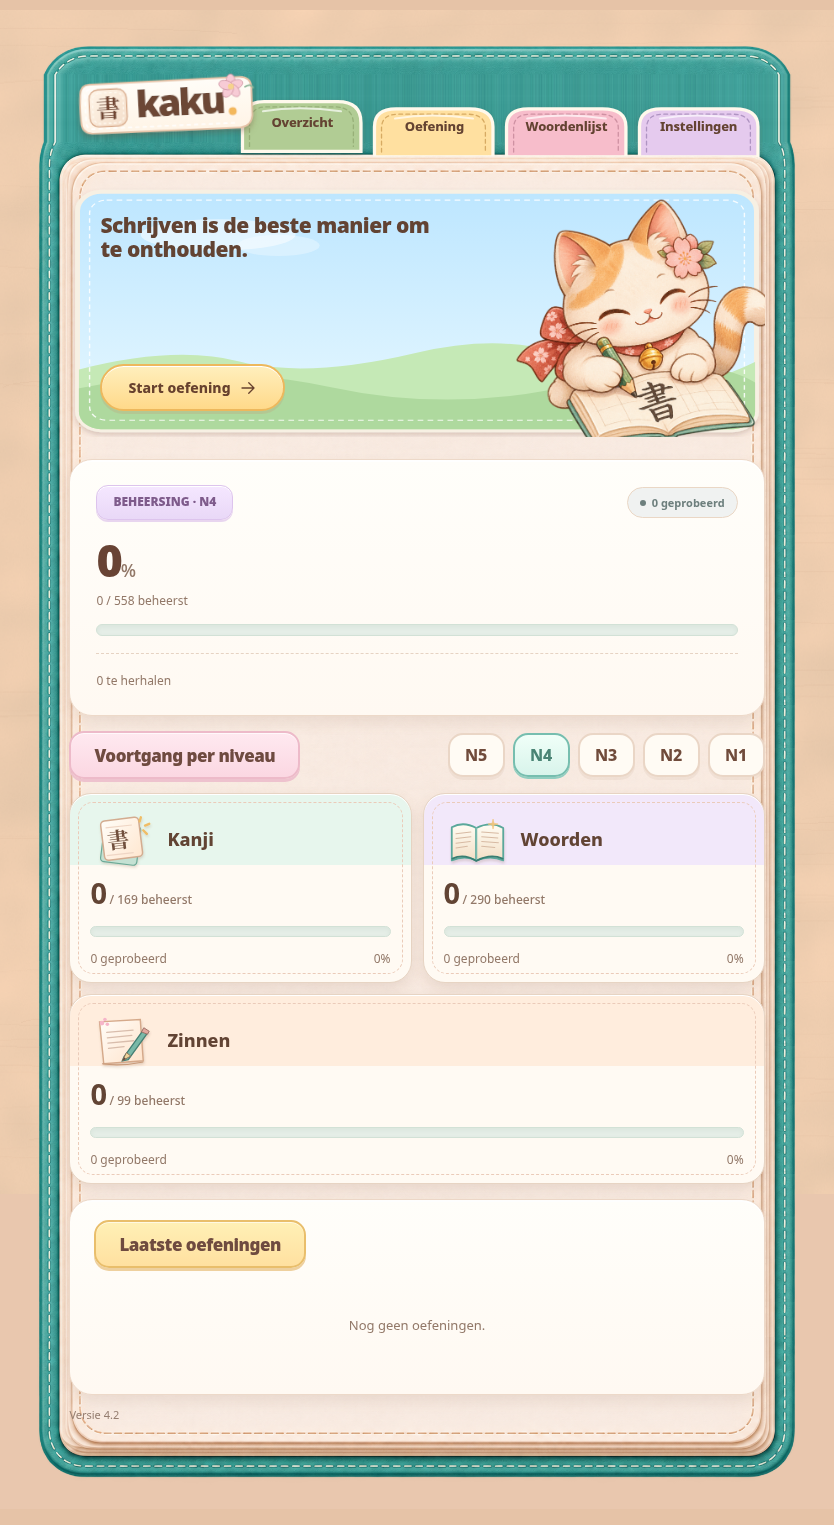 書 kaku.
Overzicht
Oefening
Woordenlijst
Instellingen
Schrijven is de beste manier om
te onthouden.
Start oefening →
書
BEHEERSING · N4
• 0 geprobeerd
0%
0 / 558 beheerst
0 te herhalen
Voortgang per niveau
N5
N4
N3
N2
N1
書
Kanji
0 / 169 beheerst
0 geprobeerd
0%
Woorden
0 / 290 beheerst
0 geprobeerd
0%
Zinnen
0 / 99 beheerst
0 geprobeerd
0%
Laatste oefeningen
Nog geen oefeningen.
Versie 4.2